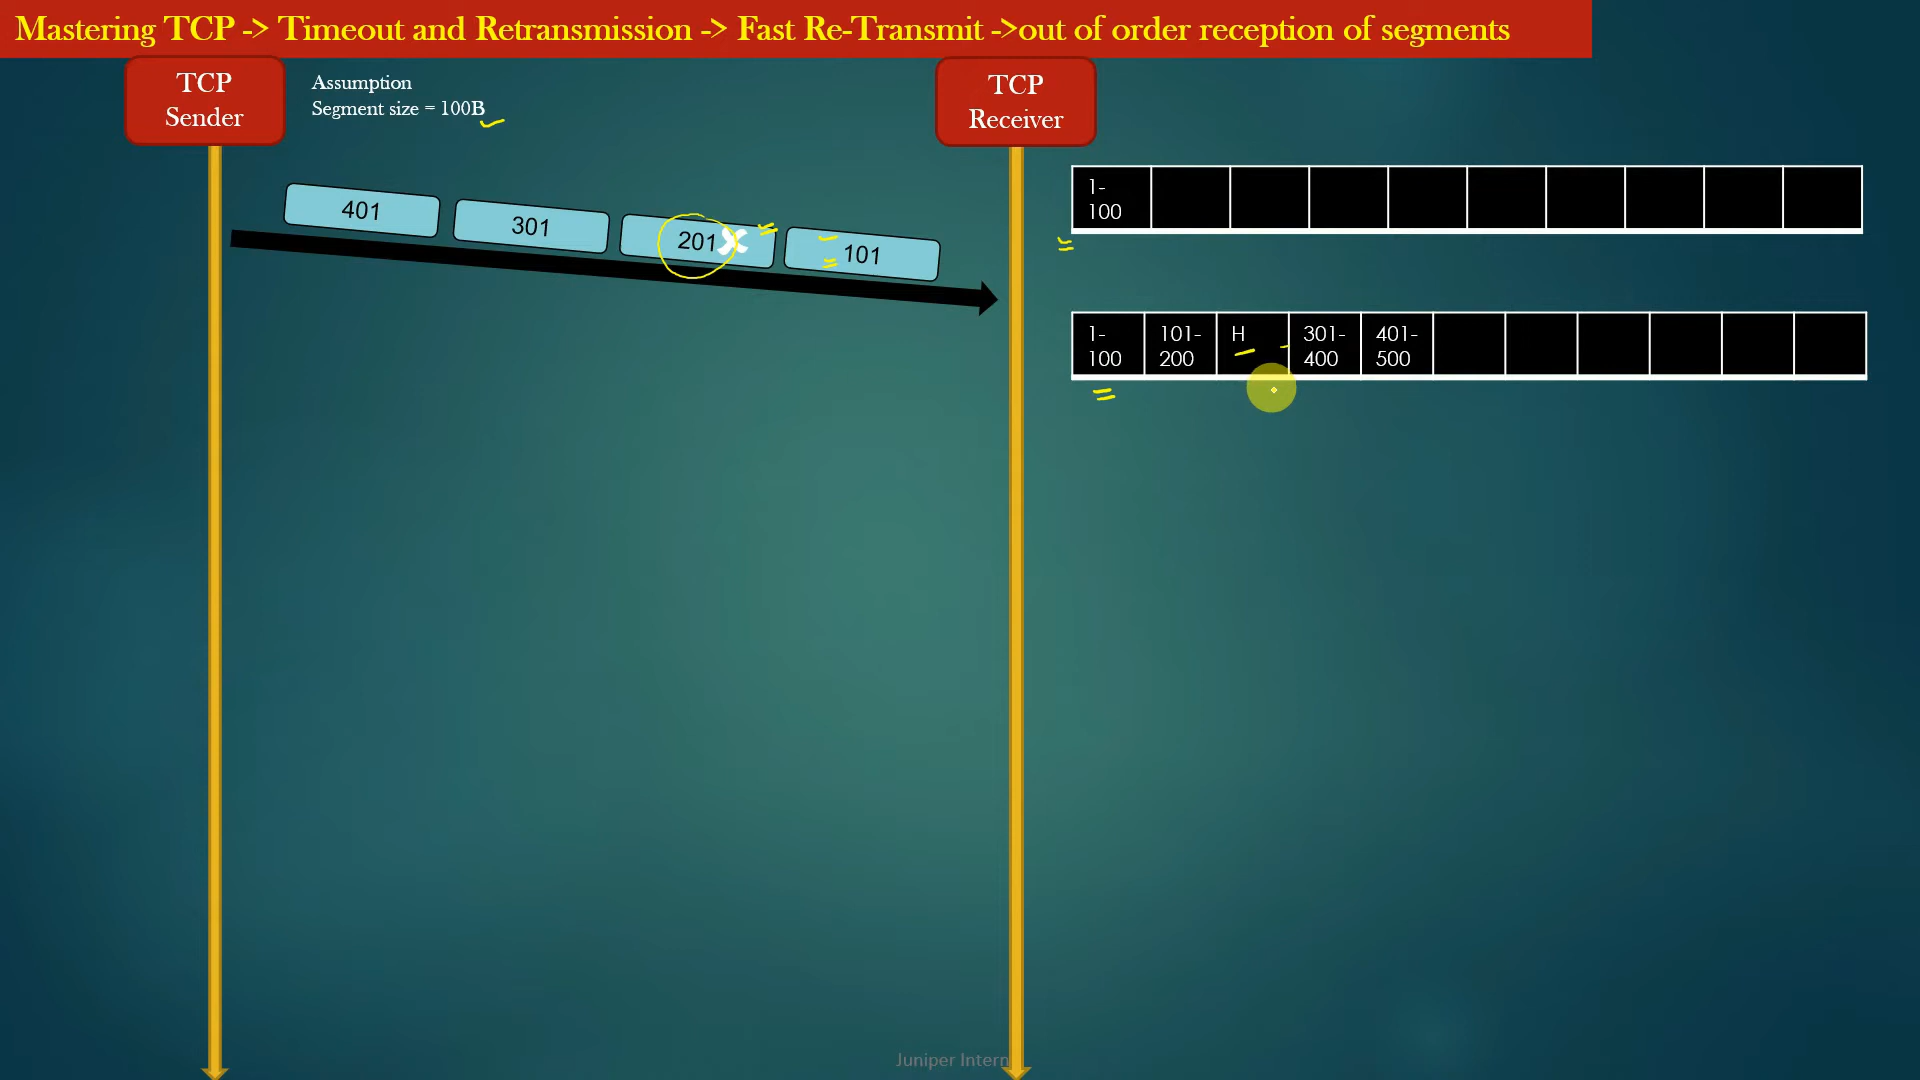 Mastering TCP -> Timeout and Retransmission -> Fast Re-Transmit ->out of order reception of segments
TCP
Sender
Assumption
Segment size = 100B
TCP
Receiver
401
301
201
101
1-
100
1-
100
101-
200
H
301-
400
401-
500
Juniper Intern